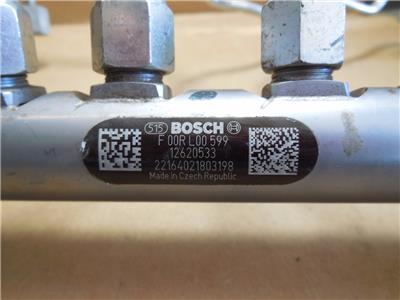 515 BOSCH
F 00R L00 599
12620533
22164021803198
Made in Czech Republic